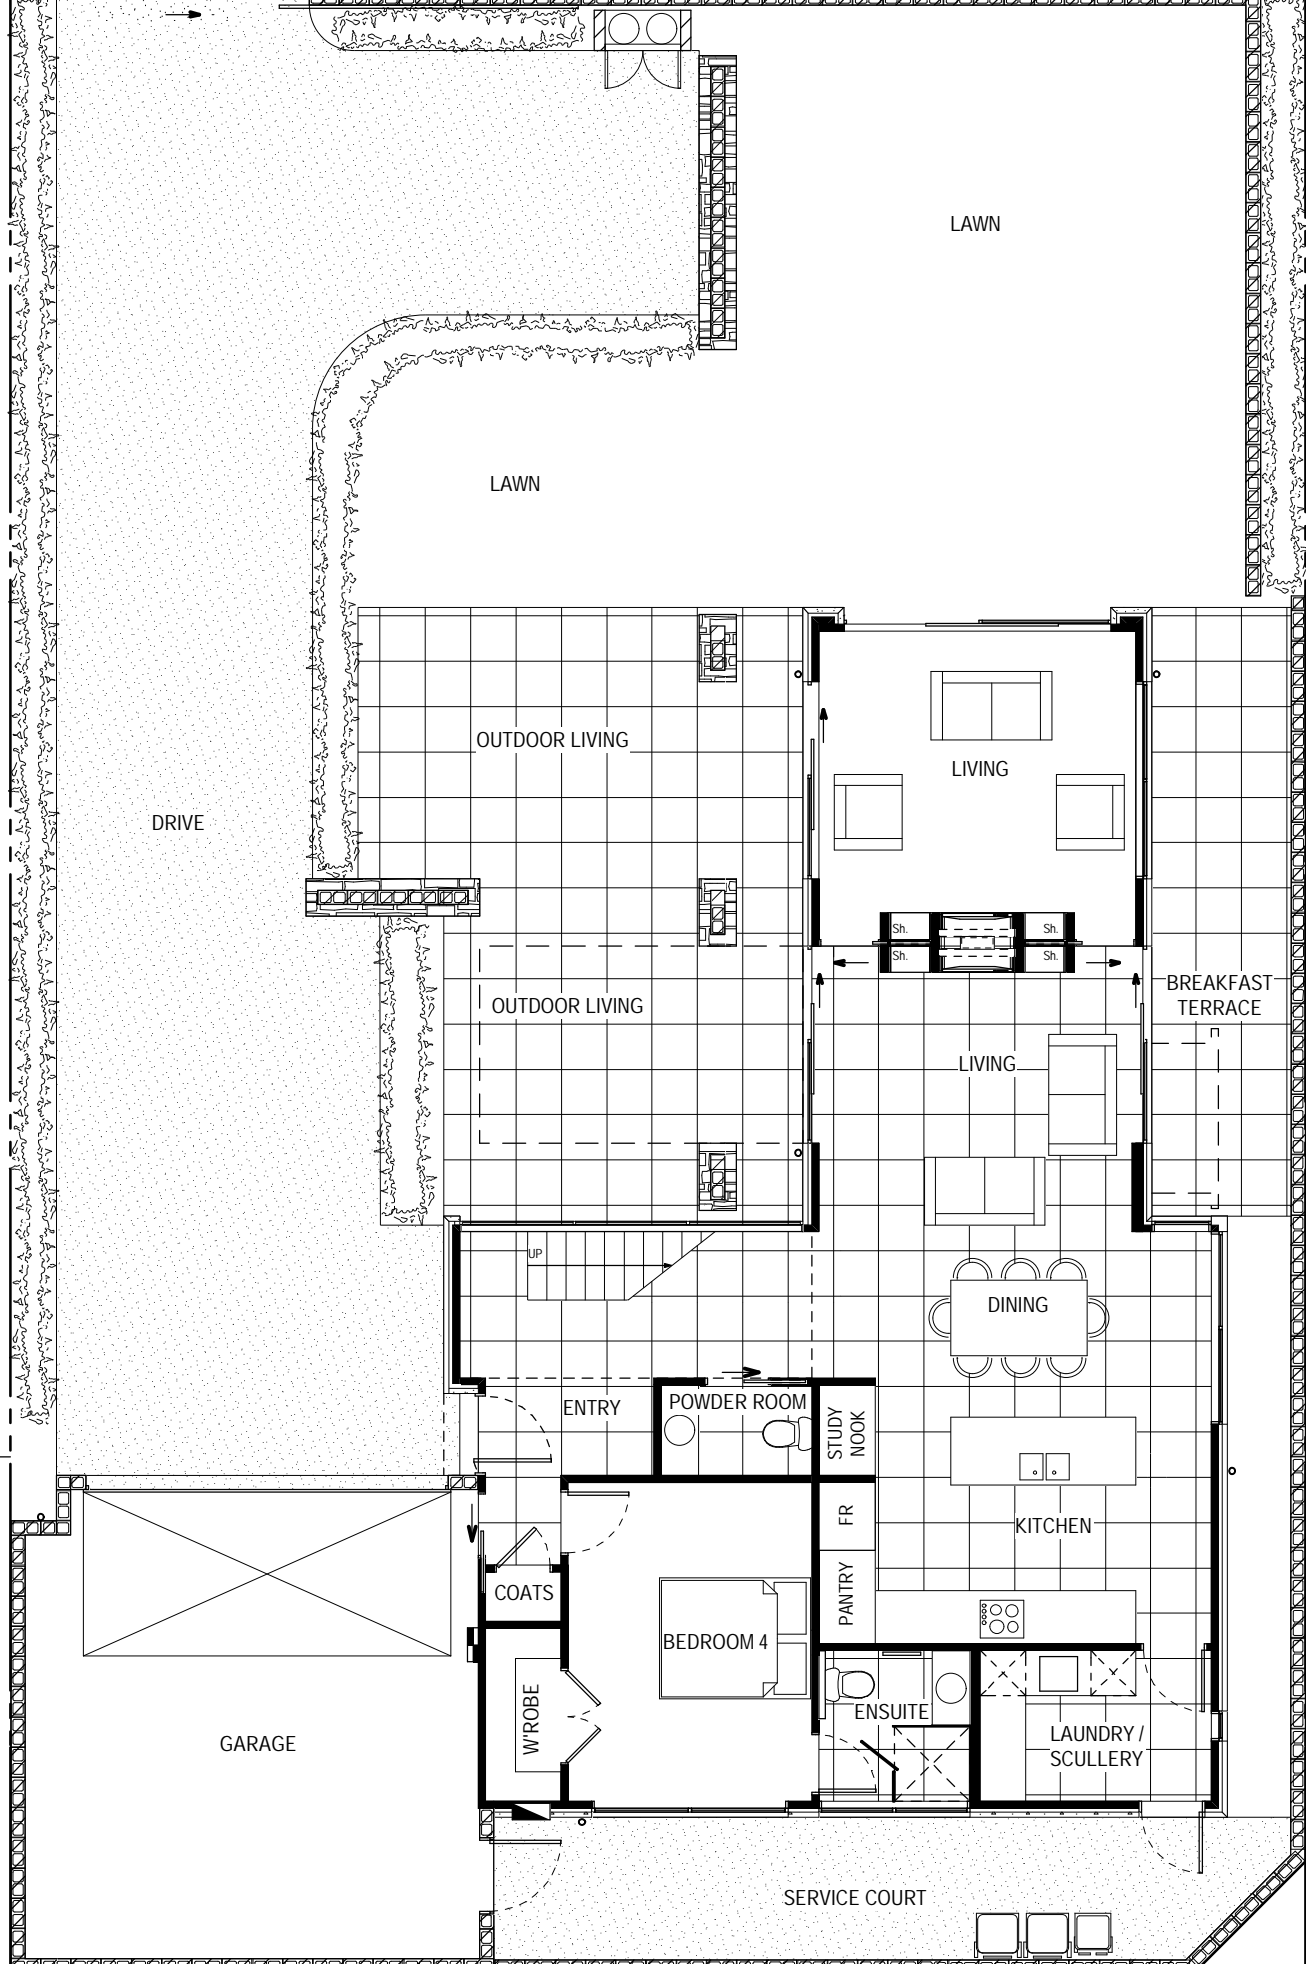 LAWN
LAWN
OUTDOOR LIVING
LIVING
DRIVE
Sh.
Sh.
Sh.
Sh.
BREAKFAST
TERRACE
OUTDOOR LIVING
LIVING
UP
DINING
POWDER ROOM
ENTRY
STUDY
NOOK
FR
KITCHEN
COATS
PANTRY
BEDROOM 4
W'ROBE
ENSUITE
LAUNDRY /
SCULLERY
GARAGE
SERVICE COURT